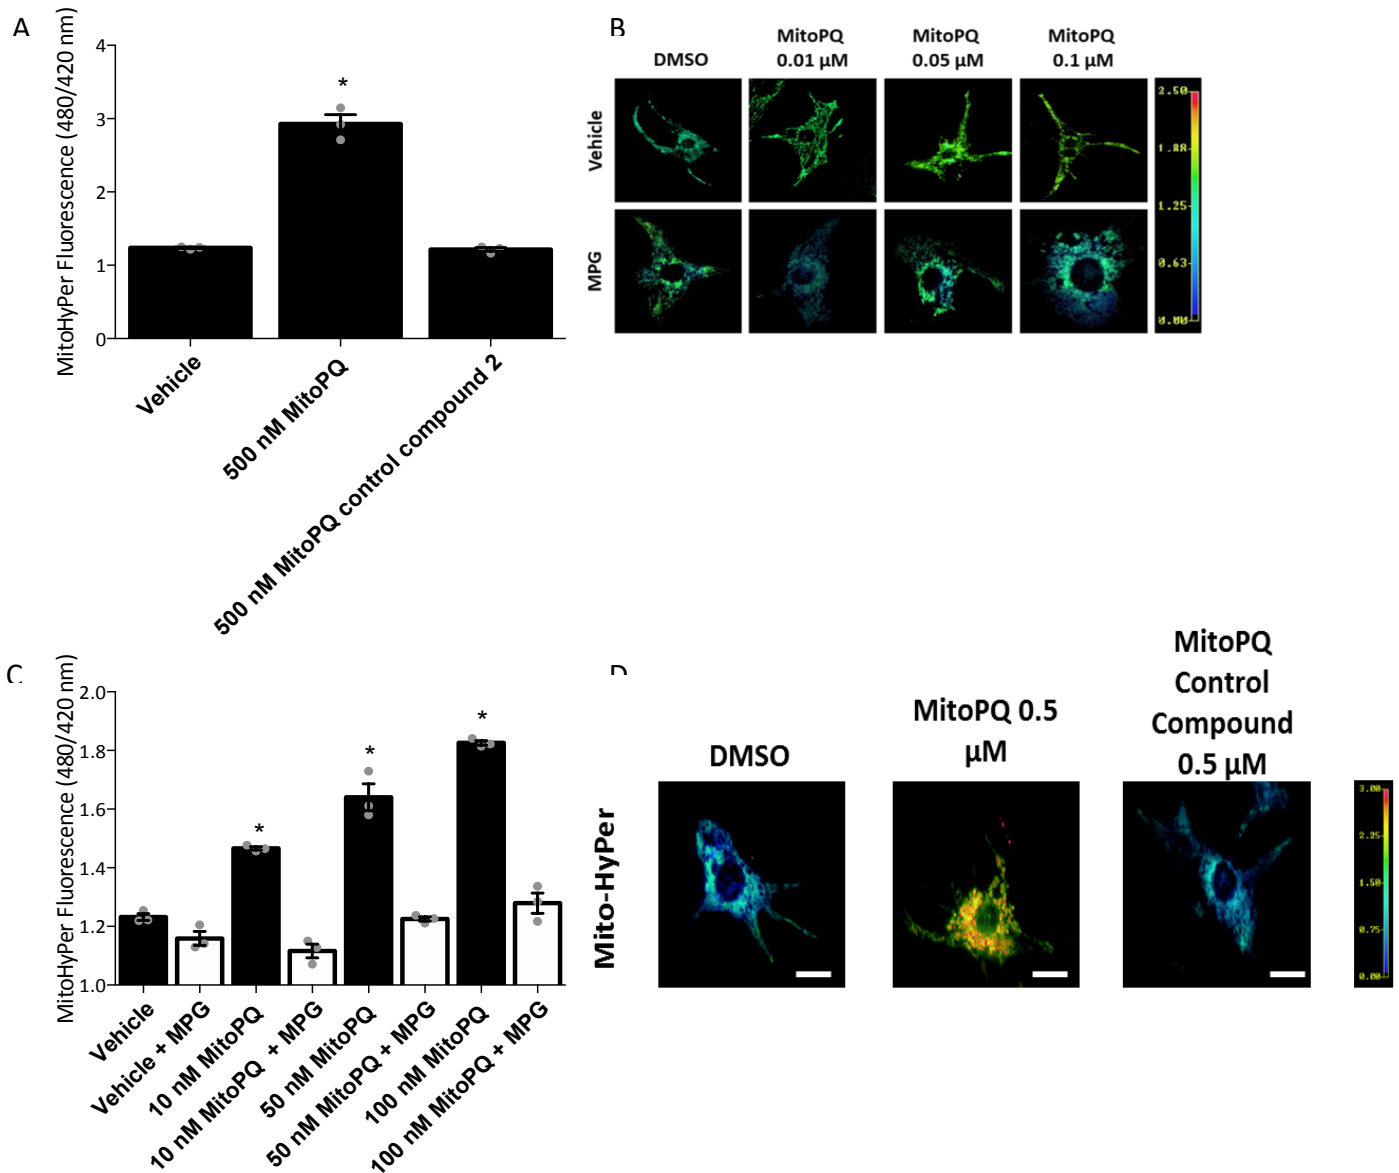 A
MitoHyPer Fluorescence (480/420 nm)
4
3
2
1
0
*
Vehicle
500 nM MitoPQ
500 nM MitoPQ control compound 2
B
DMSO
MitoPQ
0.01 µM
MitoPQ
0.05 µM
MitoPQ
0.1 µM
Vehicle
MPG
2.50
1.88
1.25
0.63
0.00
C
MitoHyPer Fluorescence (480/420 nm)
2.0
1.8
1.6
1.4
1.2
1.0
*
*
*
Vehicle
Vehicle + MPG
10 nM MitoPQ
10 nM MitoPQ + MPG
50 nM MitoPQ
50 nM MitoPQ + MPG
100 nM MitoPQ
100 nM MitoPQ + MPG
D
DMSO
MitoPQ 0.5
µM
MitoPQ
Control
Compound
0.5 µM
Mito-HyPer
3.00
2.25
1.50
0.75
0.00